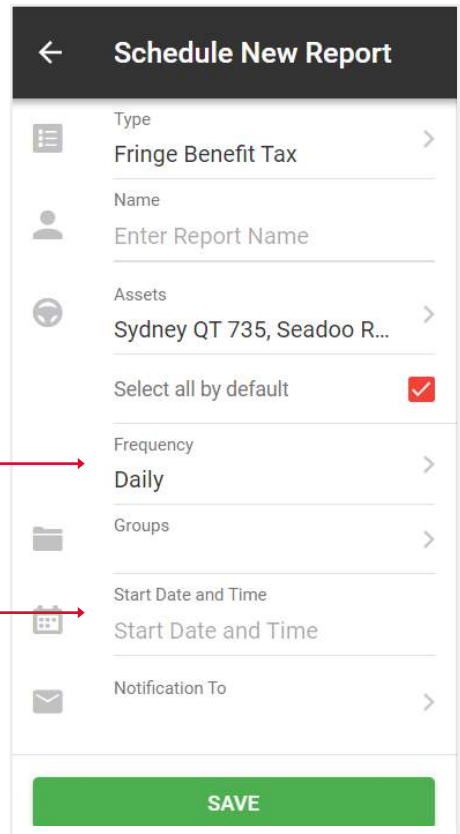 Schedule New Report
Type
Fringe Benefit Tax
Name
Enter Report Name
Assets
Sydney QT 735, Seadoo R...
Select all by default
Frequency
Daily
Groups
Start Date and Time
Start Date and Time
Notification To
SAVE